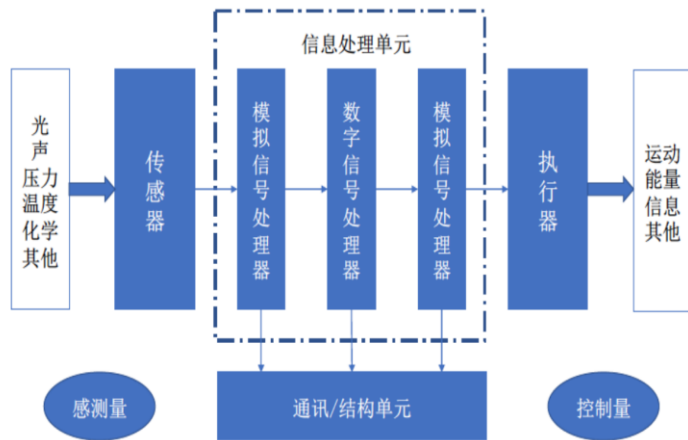 信息处理单元
光
声
压力
温度
化学
其他
传感器
模拟信号处理器
数字信号处理器
模拟信号处理器
执行器
运动
能量
信息
其他
感测量
通讯/结构单元
控制量